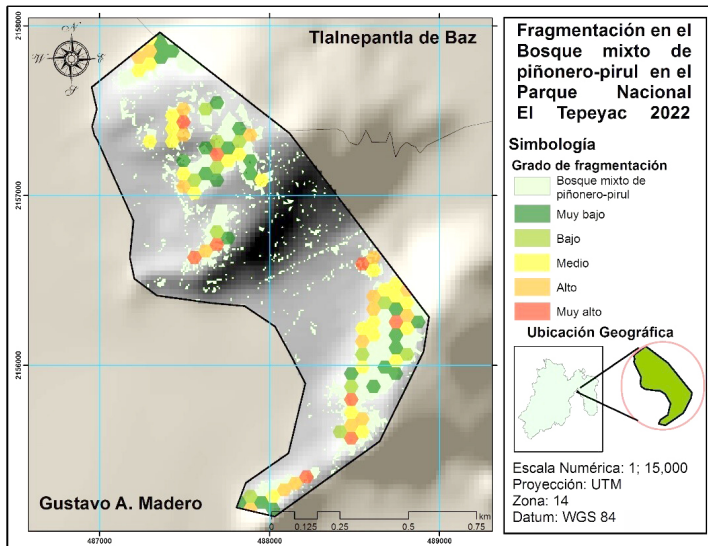 Tlalnepantla de Baz
Gustavo A. Madero
N
E
S
W
2158000
2157000
2156000
487000
488000
489000
0 0.125 0.25 0.5 0.75
km
Fragmentación en el
Bosque mixto de
piñonero-pirul en el
Parque Nacional
El Tepeyac 2022
Simbología
Grado de fragmentación
Bosque mixto de
piñonero-pirul
Muy bajo
Bajo
Medio
Alto
Muy alto
Ubicación Geográfica
Escala Numérica: 1; 15,000
Proyección: UTM
Zona: 14
Datum: WGS 84